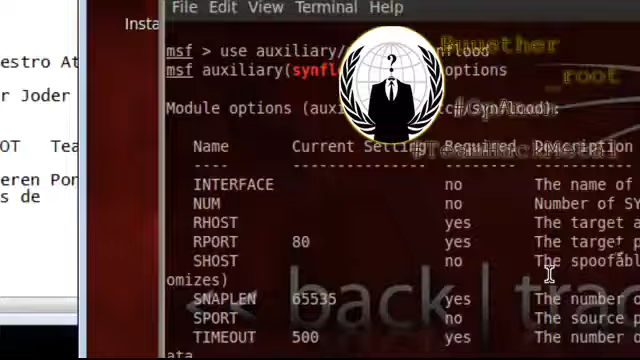 File Edit View Terminal Help
Insta
msf > use auxiliary/
msf auxiliary(synfl options
estro At
r Joder
Module options (aux synflood):
OT Tea
Name Current Setting Required Description
---- --------------- -------- -----------
eren Por
s de
INTERFACE no The name of
NUM no Number of SY
RHOST yes The target a
RPORT 80 yes The target p
SHOST no The spoofabl
omizes)
SNAPLEN 65535 yes The number o
SPORT no The source p
TIMEOUT 500 yes The number o
ata
<< back | trac
_root
?